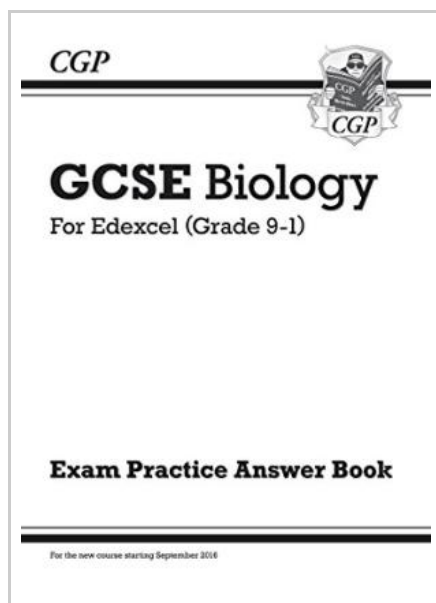 CGP
CGP
CGP
GCSE Biology
For Edexcel (Grade 9-1)
Exam Practice Answer Book
For the new course starting September 2016